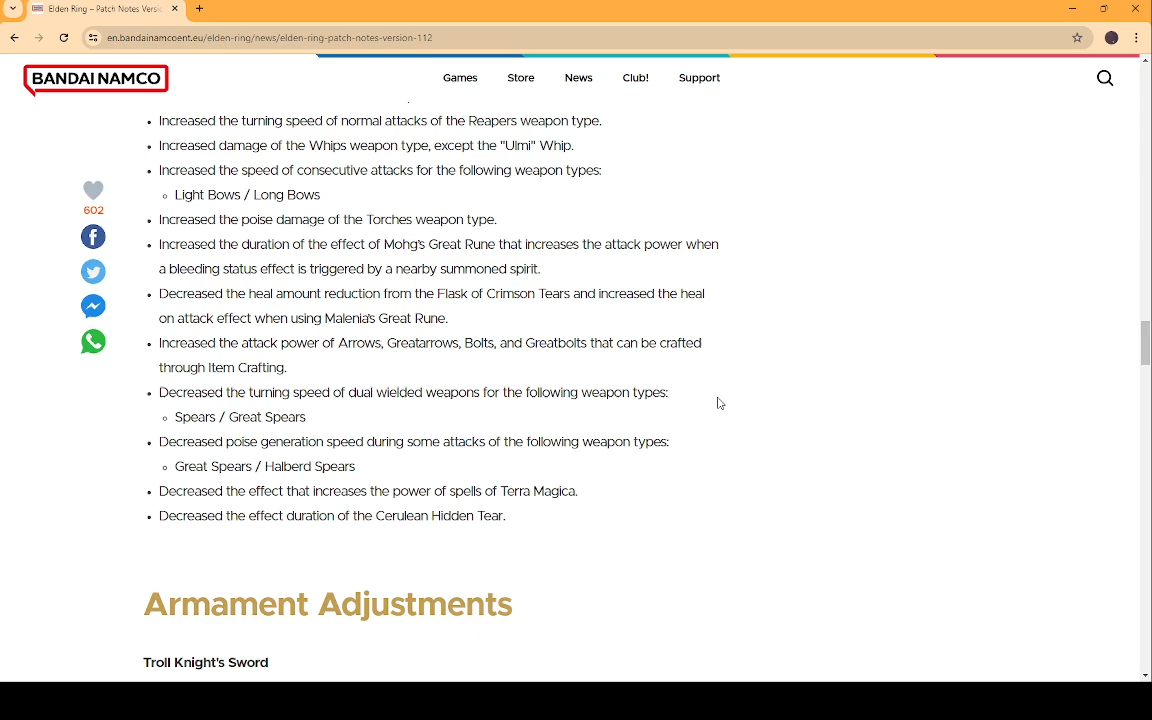 Elden Ring – Patch Notes Versi
en.bandainamcoent.eu/elden-ring/news/elden-ring-patch-notes-version-112
BANDAI NAMCO
Games Store News Club! Support
• Increased the turning speed of normal attacks of the Reapers weapon type.
• Increased damage of the Whips weapon type, except the "Ulmi" Whip.
• Increased the speed of consecutive attacks for the following weapon types:
◦ Light Bows / Long Bows
602
• Increased the poise damage of the Torches weapon type.
• Increased the duration of the effect of Mohg's Great Rune that increases the attack power when
a bleeding status effect is triggered by a nearby summoned spirit.
• Decreased the heal amount reduction from the Flask of Crimson Tears and increased the heal
on attack effect when using Malenia's Great Rune.
• Increased the attack power of Arrows, Greatarrows, Bolts, and Greatbolts that can be crafted
through Item Crafting.
• Decreased the turning speed of dual wielded weapons for the following weapon types:
◦ Spears / Great Spears
• Decreased poise generation speed during some attacks of the following weapon types:
◦ Great Spears / Halberd Spears
• Decreased the effect that increases the power of spells of Terra Magica.
• Decreased the effect duration of the Cerulean Hidden Tear.
Armament Adjustments
Troll Knight's Sword